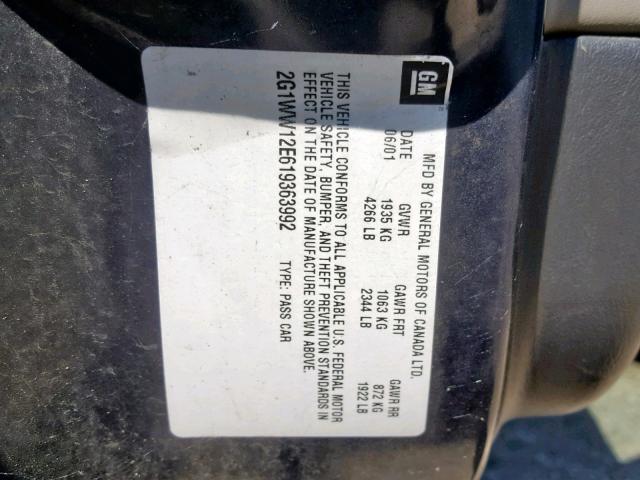 GM
MFD BY GENERAL MOTORS OF CANADA LTD.
DATE GVWR GAWR FRT GAWR RR
06/01 1935 KG 1063 KG 872 KG
4266 LB 2344 LB 1922 LB
THIS VEHICLE CONFORMS TO ALL APPLICABLE U.S. FEDERAL MOTOR
VEHICLE SAFETY, BUMPER, AND THEFT PREVENTION STANDARDS IN
EFFECT ON THE DATE OF MANUFACTURE SHOWN ABOVE.
2G1WW12E619363992 TYPE: PASS CAR